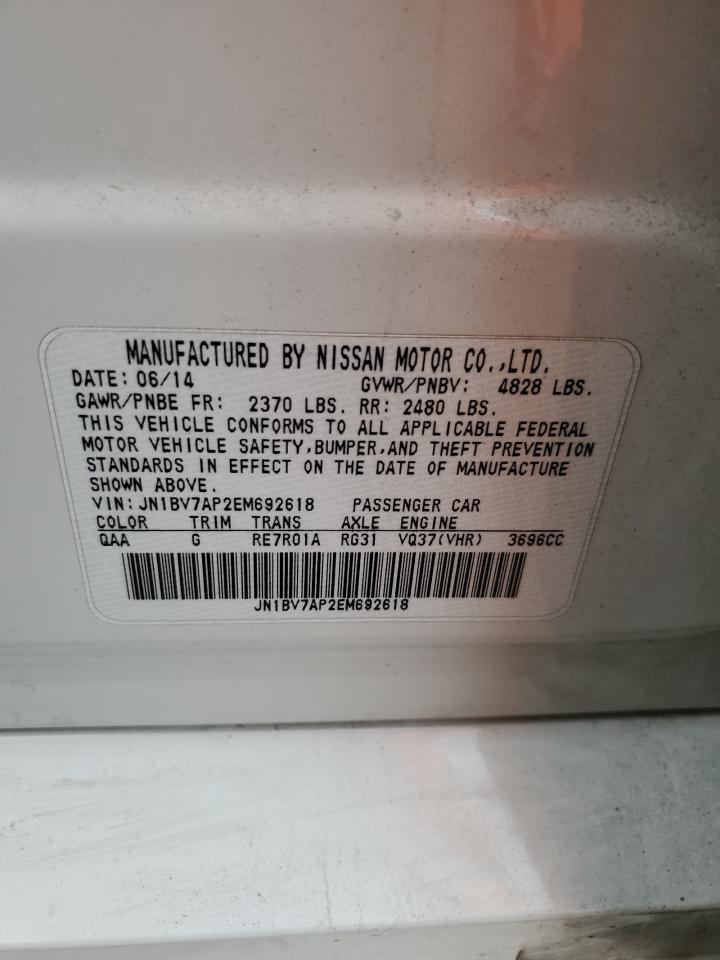 MANUFACTURED BY NISSAN MOTOR CO.,LTD.
DATE: 06/14 GVWR/PNBV: 4828 LBS.
GAWR/PNBE FR: 2370 LBS. RR: 2480 LBS.
THIS VEHICLE CONFORMS TO ALL APPLICABLE FEDERAL
MOTOR VEHICLE SAFETY,BUMPER,AND THEFT PREVENTION
STANDARDS IN EFFECT ON THE DATE OF MANUFACTURE
SHOWN ABOVE.
VIN:JN1BV7AP2EM692618 PASSENGER CAR
COLOR TRIM TRANS AXLE ENGINE
QAA G RE7R01A RG31 VQ37(VHR) 3696CC
JN1BV7AP2EM692618